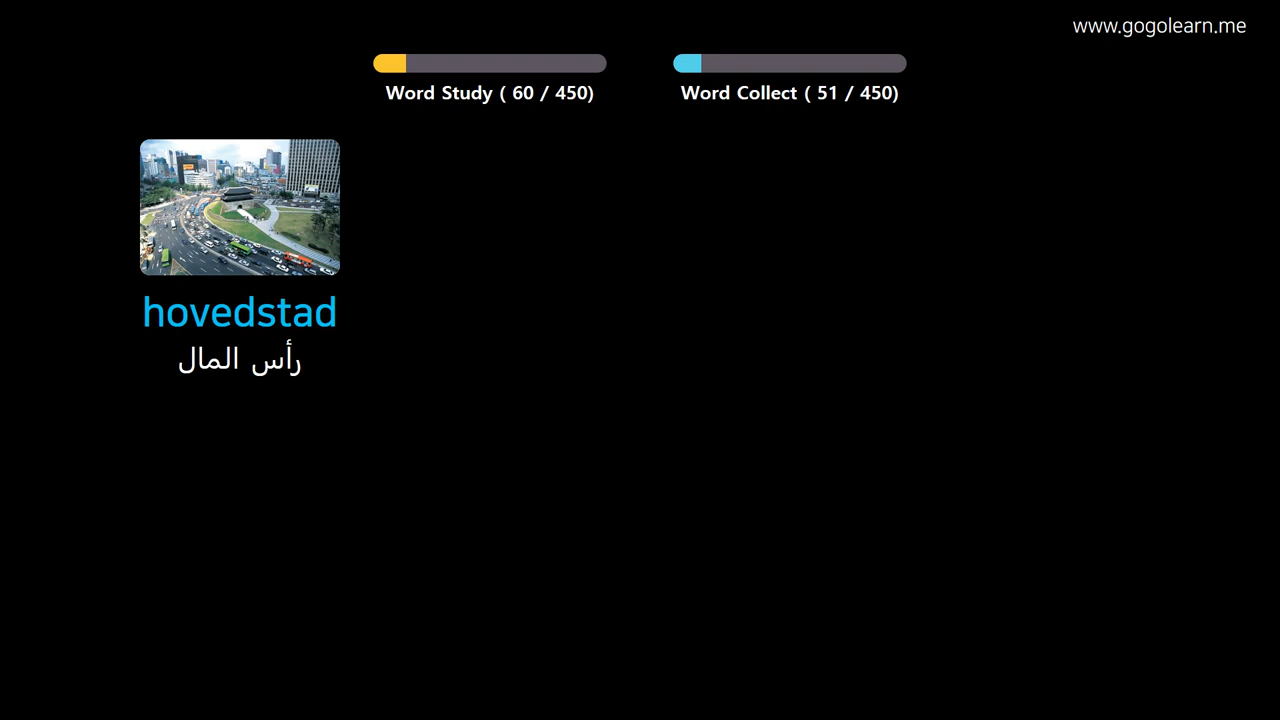 www.gogolearn.me
Word Study ( 60 / 450)
Word Collect ( 51 / 450)
hovedstad
رأس المال